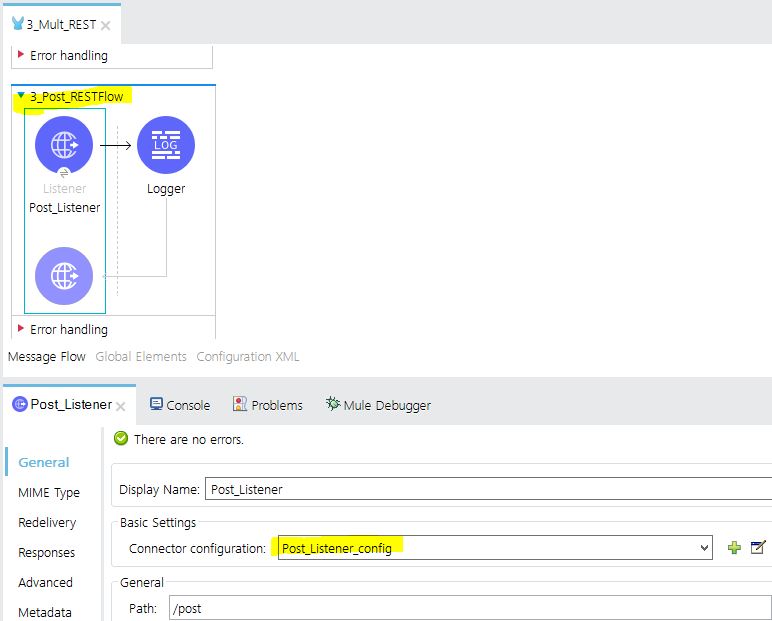 3_Mult_REST
Error handling
3_Post_RESTFlow
LOG
Listener
Logger
Post_Listener
Error handling
Message Flow Global Elements Configuration XML
Post_Listener Console Problems Mule Debugger
There are no errors.
General
Display Name: Post_Listener
MIME Type
Basic Settings
Redelivery
Connector configuration: Post_Listener_config
Responses
Advanced
General
Metadata
Path: /post